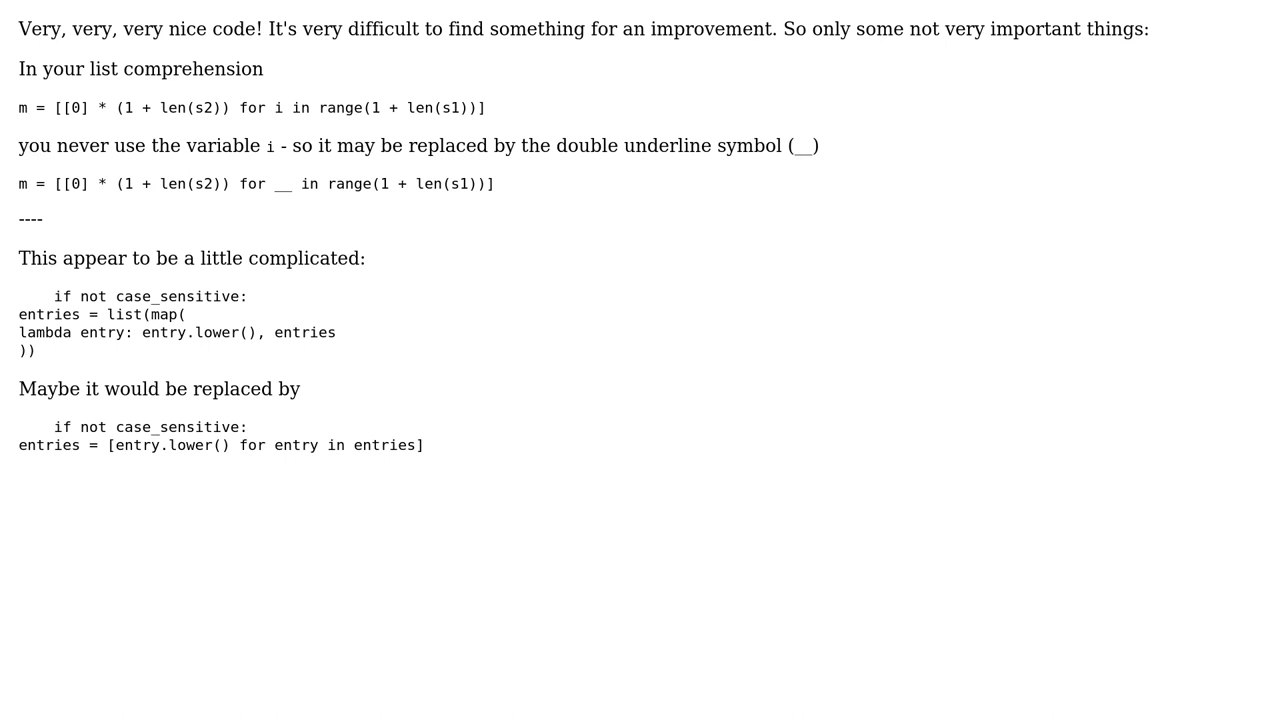 Very, very, very nice code! It's very difficult to find something for an improvement. So only some not very important things:
In your list comprehension
m = [[0] * (1 + len(s2)) for i in range(1 + len(s1))]
you never use the variable i - so it may be replaced by the double underline symbol (__)
m = [[0] * (1 + len(s2)) for __ in range(1 + len(s1))]
----
This appear to be a little complicated:
    if not case_sensitive:
entries = list(map(
lambda entry: entry.lower(), entries
))
Maybe it would be replaced by
    if not case_sensitive:
entries = [entry.lower() for entry in entries]